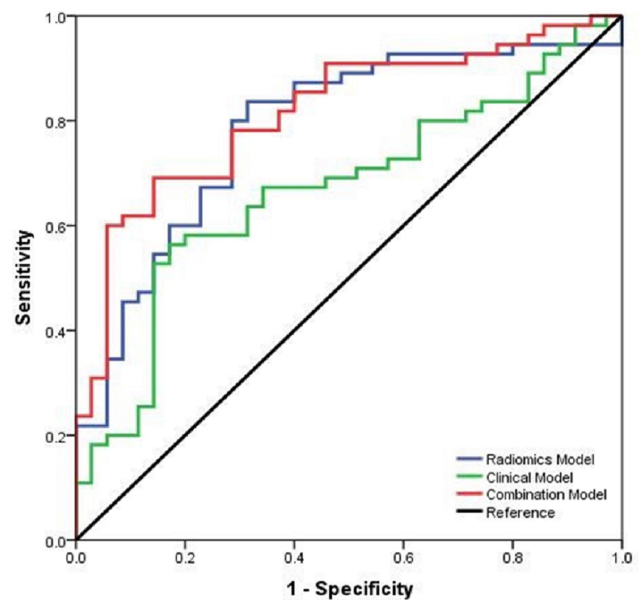 1.0
0.8
0.6
0.4
0.2
0.0
Sensitivity
Radiomics Model
Clinical Model
Combination Model
Reference
0.0 0.2 0.4 0.6 0.8 1.0
1 - Specificity